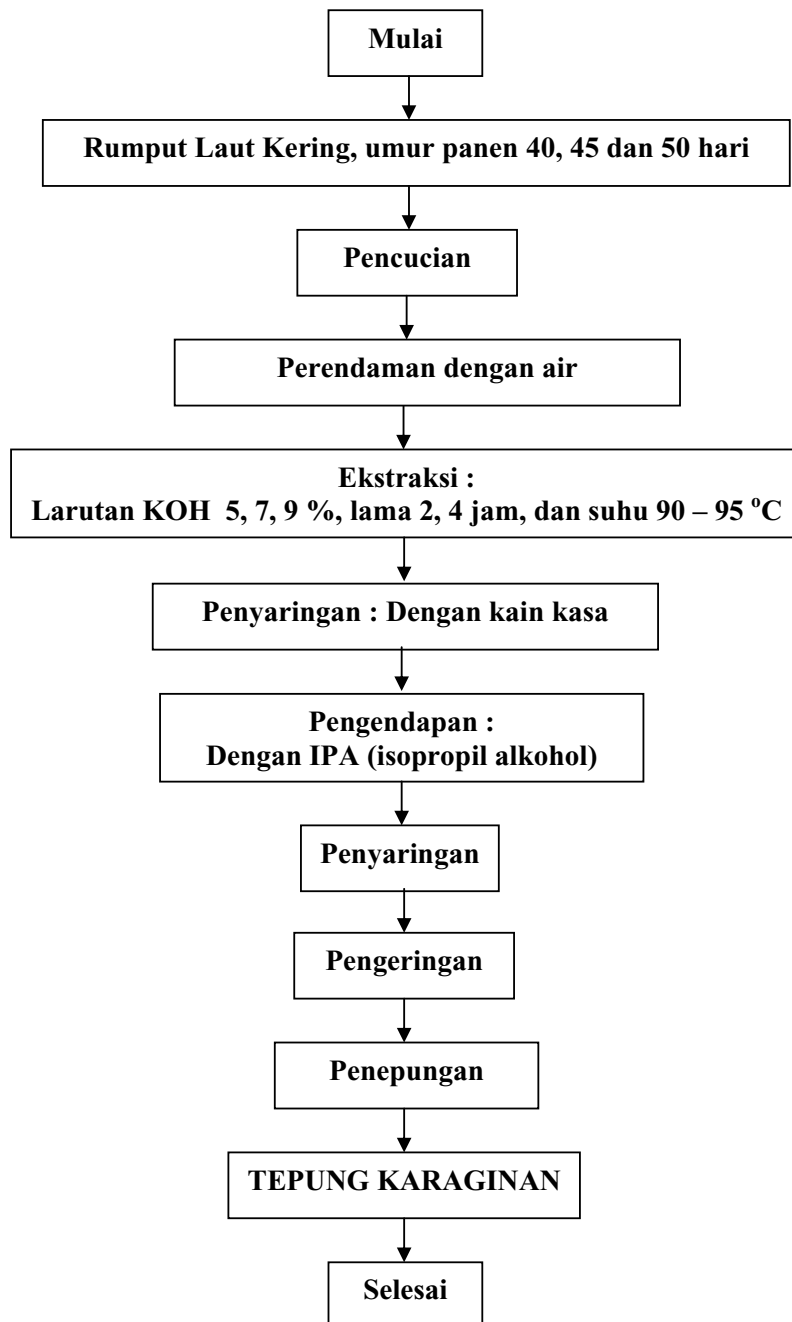 Mulai
Rumput Laut Kering, umur panen 40, 45 dan 50 hari
Pencucian
Perendaman dengan air
Ekstraksi :
Larutan KOH  5, 7, 9 %, lama 2, 4 jam, dan suhu 90 – 95 °C
Penyaringan : Dengan kain kasa
Pengendapan :
Dengan IPA (isopropil alkohol)
Penyaringan
Pengeringan
Penepungan
TEPUNG KARAGINAN
Selesai